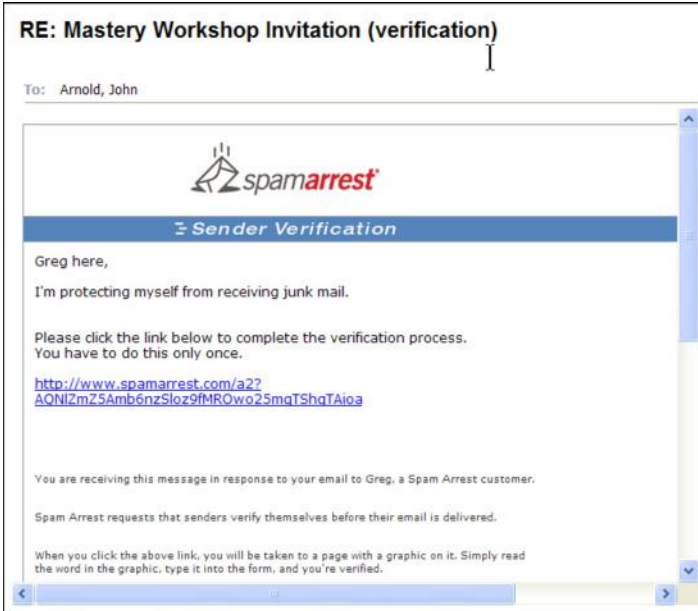 RE: Mastery Workshop Invitation (verification)
To: Arnold, John
spamarrest
Sender Verification
Greg here,
I'm protecting myself from receiving junk mail.
Please click the link below to complete the verification process.
You have to do this only once.
http://www.spamarrest.com/a2?
AQNlZmZ5Amb6nzSloz9fMROwo25mqTShqTAioa
You are receiving this message in response to your email to Greg, a Spam Arrest customer.
Spam Arrest requests that senders verify themselves before their email is delivered.
When you click the above link, you will be taken to a page with a graphic on it. Simply read
the word in the graphic, type it into the form, and you're verified.